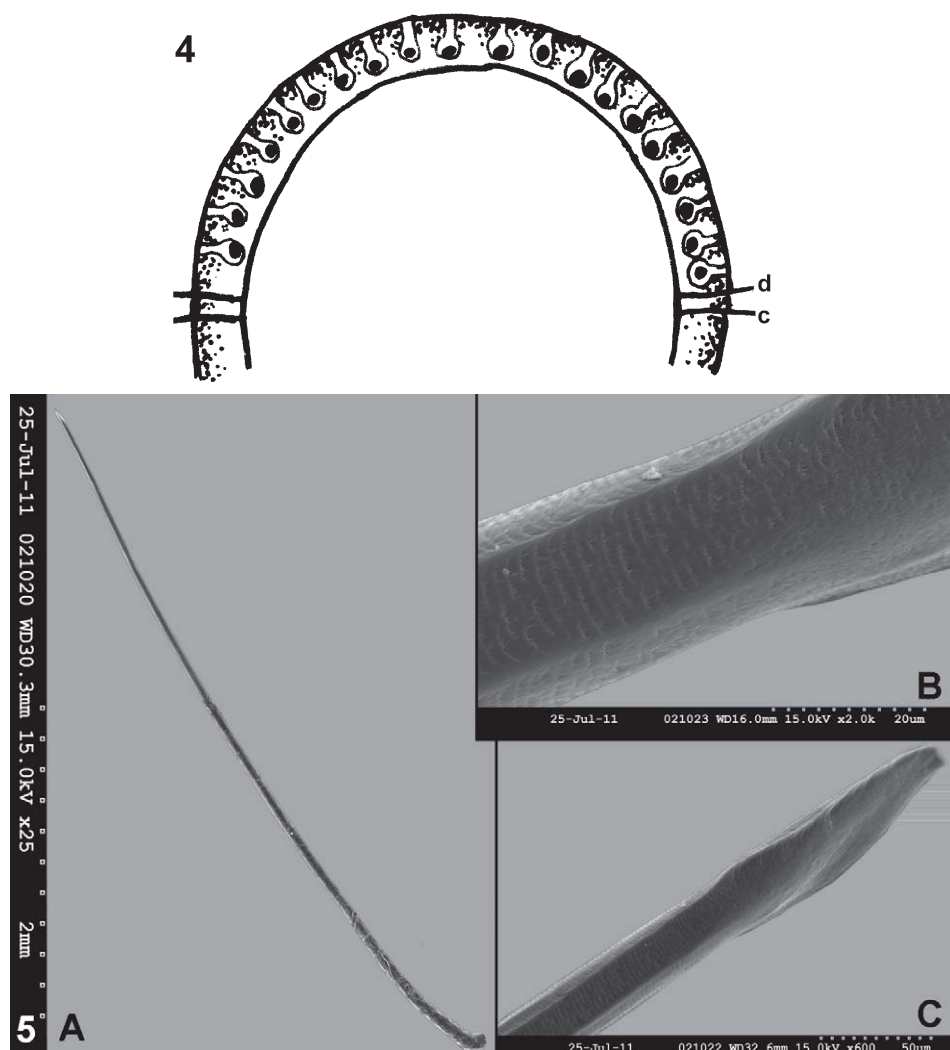 4
d
c
25-Jul-11 021020 WD30.3mm 15.0kV x25 2mm
5 A
B
25-Jul-11 021023 WD16.0mm 15.0kV x2.0k 20um
C
25-Jul-11 021022 WD32.6mm 15.0kV x600 50um